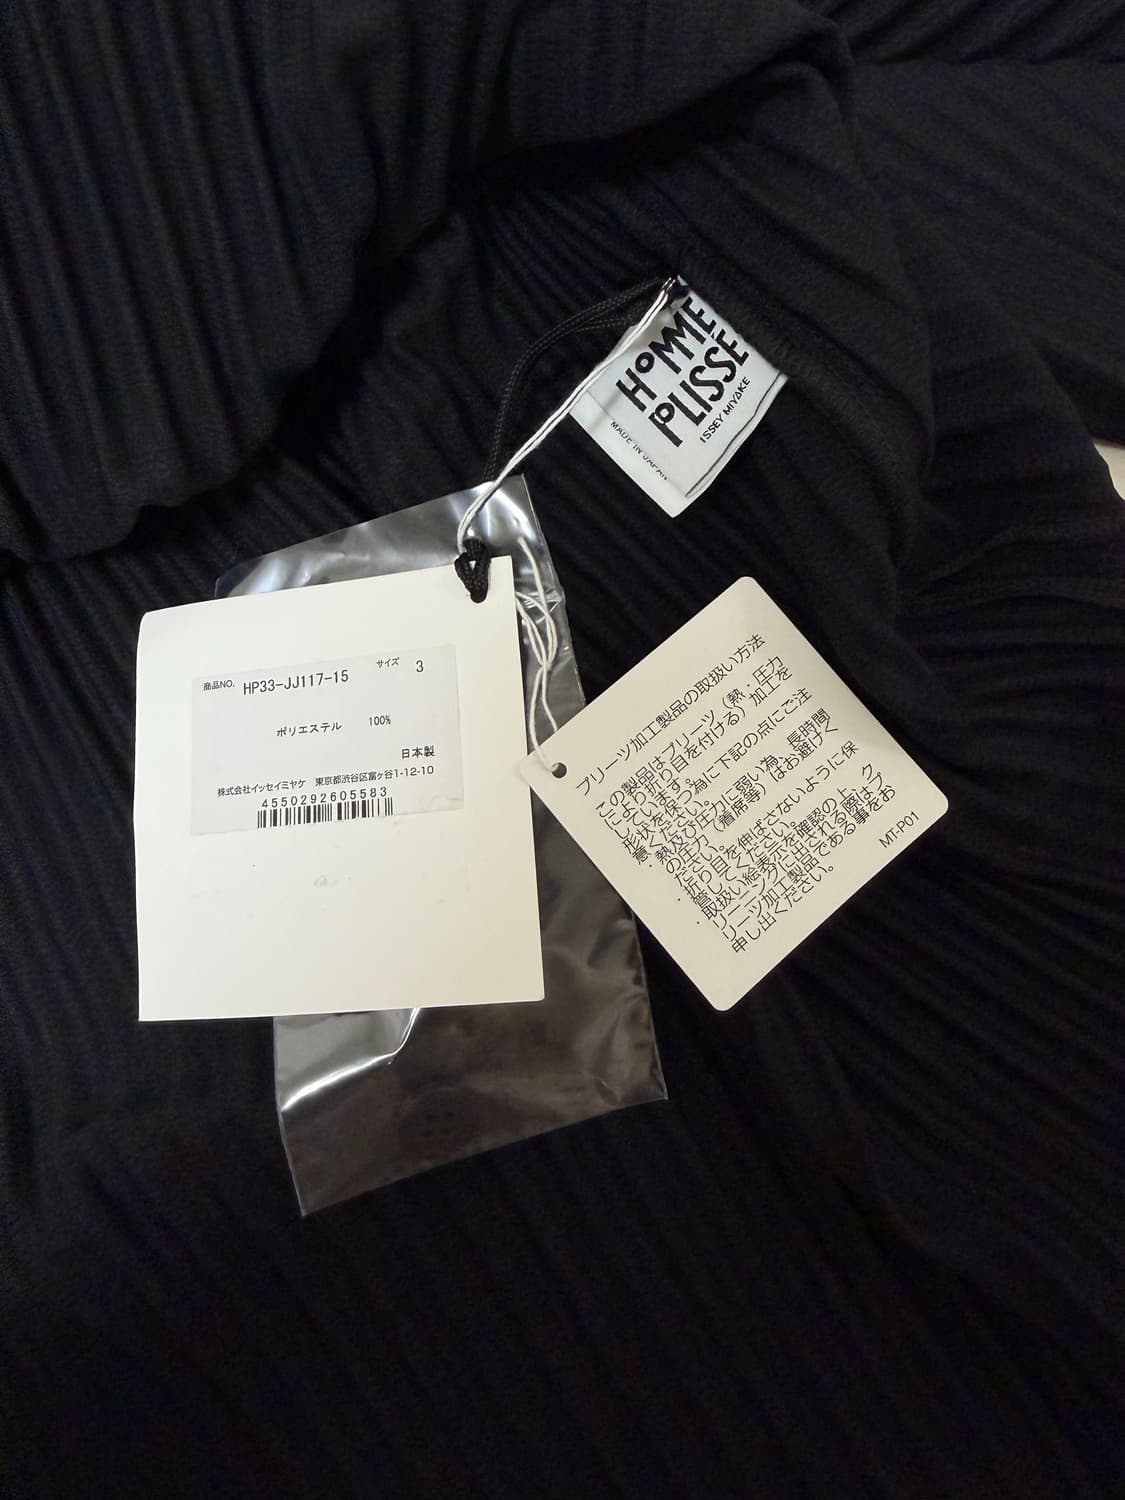 HOMME
PLISSÉ
ISSEY MIYAKE
MADE IN JAPAN
商品NO. HP33-JJ117-15 サイズ 3
ポリエステル 100%
日本製
株式会社イッセイミヤケ 東京都渋谷区富ヶ谷1-12-10
4550292605583
プリーツ加工製品の取扱い方法
この製品はプリーツ(熱・圧力
により折り目を付ける)加工を
しています。
形状を保つ為に下記の点にご注
意ください。
・熱及び圧力に弱い為、長時間
の圧力(着席等)はお避けく
ださい。
・折り目を伸ばさないように保
管してください。
・取扱い絵表示を確認の上、ク
リーニングに出される際はプ
リーツ加工製品である事をお
申し出ください。
MT-P01